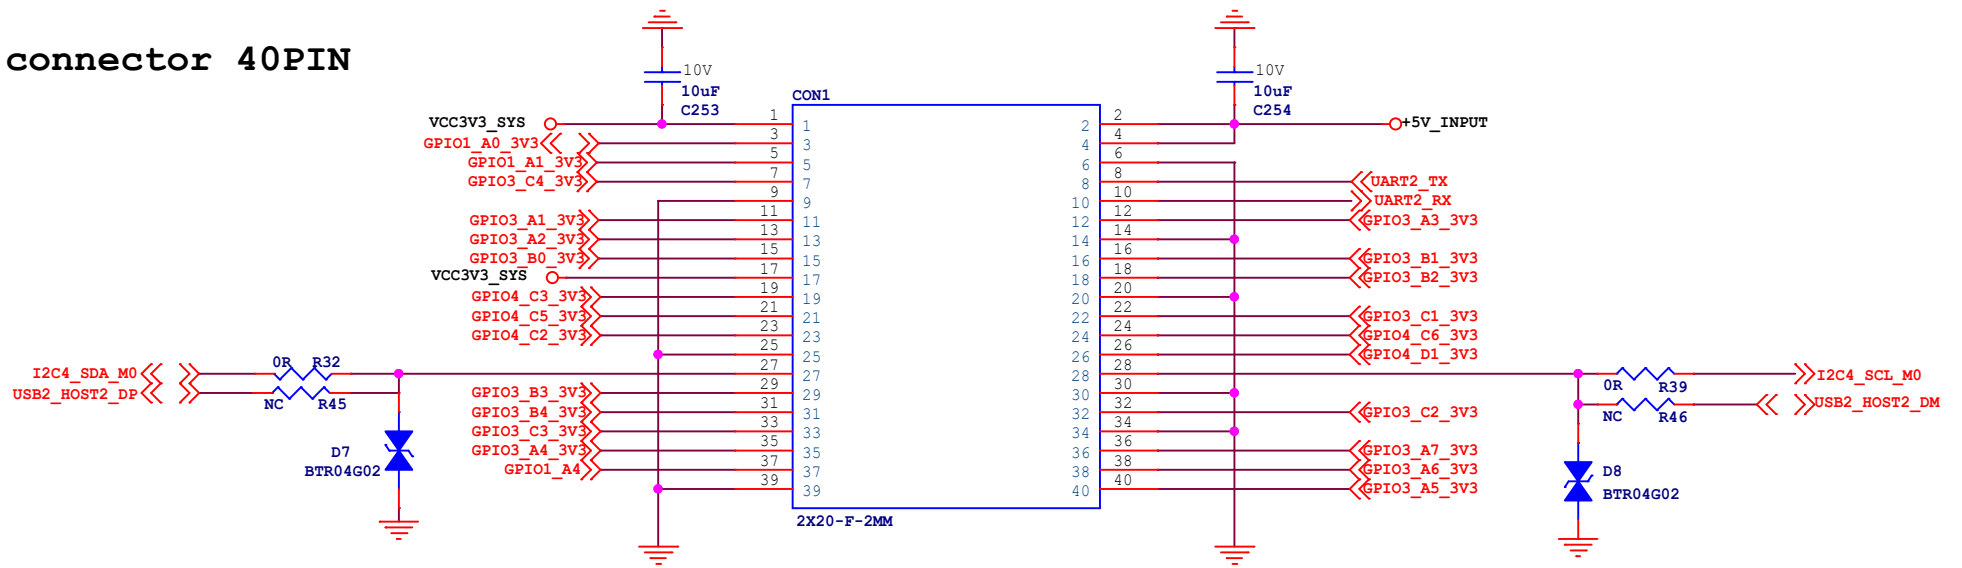 connector 40PIN
10V
10uF
C253
10V
10uF
C254
CON1
VCC3V3_SYS 1 1 2 2 +5V_INPUT
GPIO1_A0_3V3 3 3 4 4
GPIO1_A1_3V3 5 5 6 6
GPIO3_C4_3V3 7 7 8 8 UART2_TX
9 9 10 10 UART2_RX
GPIO3_A1_3V3 11 11 12 12 GPIO3_A3_3V3
GPIO3_A2_3V3 13 13 14 14
GPIO3_B0_3V3 15 15 16 16 GPIO3_B1_3V3
VCC3V3_SYS 17 17 18 18 GPIO3_B2_3V3
GPIO4_C3_3V3 19 19 20 20
GPIO4_C5_3V3 21 21 22 22 GPIO3_C1_3V3
GPIO4_C2_3V3 23 23 24 24 GPIO4_C6_3V3
25 25 26 26 GPIO4_D1_3V3
I2C4_SDA_M0 0R R32 27 27 28 28 0R R39 I2C4_SCL_M0
USB2_HOST2_DP NC R45 GPIO3_B3_3V3 29 29 30 30 NC R46 USB2_HOST2_DM
GPIO3_B4_3V3 31 31 32 32 GPIO3_C2_3V3
GPIO3_C3_3V3 33 33 34 34
GPIO3_A4_3V3 35 35 36 36 GPIO3_A7_3V3
GPIO1_A4 37 37 38 38 GPIO3_A6_3V3
39 39 40 40 GPIO3_A5_3V3
D7
BTR04G02
D8
BTR04G02
2X20-F-2MM